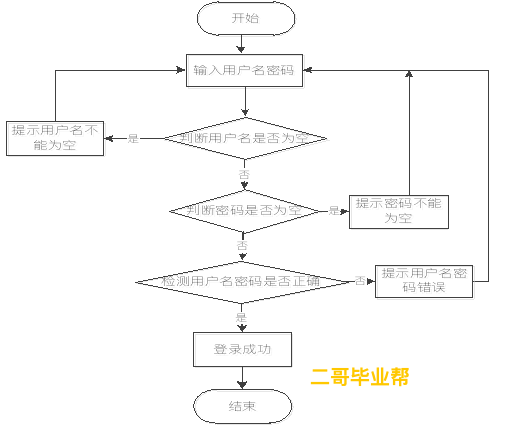 开始
输入用户名密码
提示用户名不
能为空
是
判断用户名是否为空
否
判断密码是否为空
是
提示密码不能
为空
否
检测用户名密码是否正确
否
提示用户名密
码错误
是
登录成功
二哥毕业帮
结束